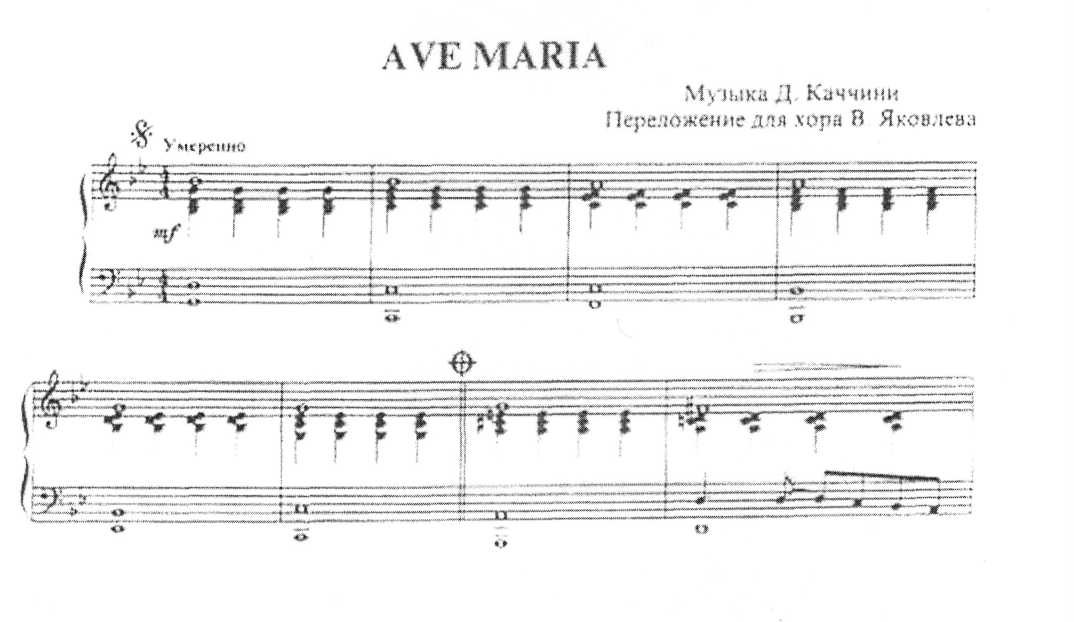 AVE MARIA
Музыка Д. Каччини
Переложение для хора В. Яковлева
Умеренно
mf